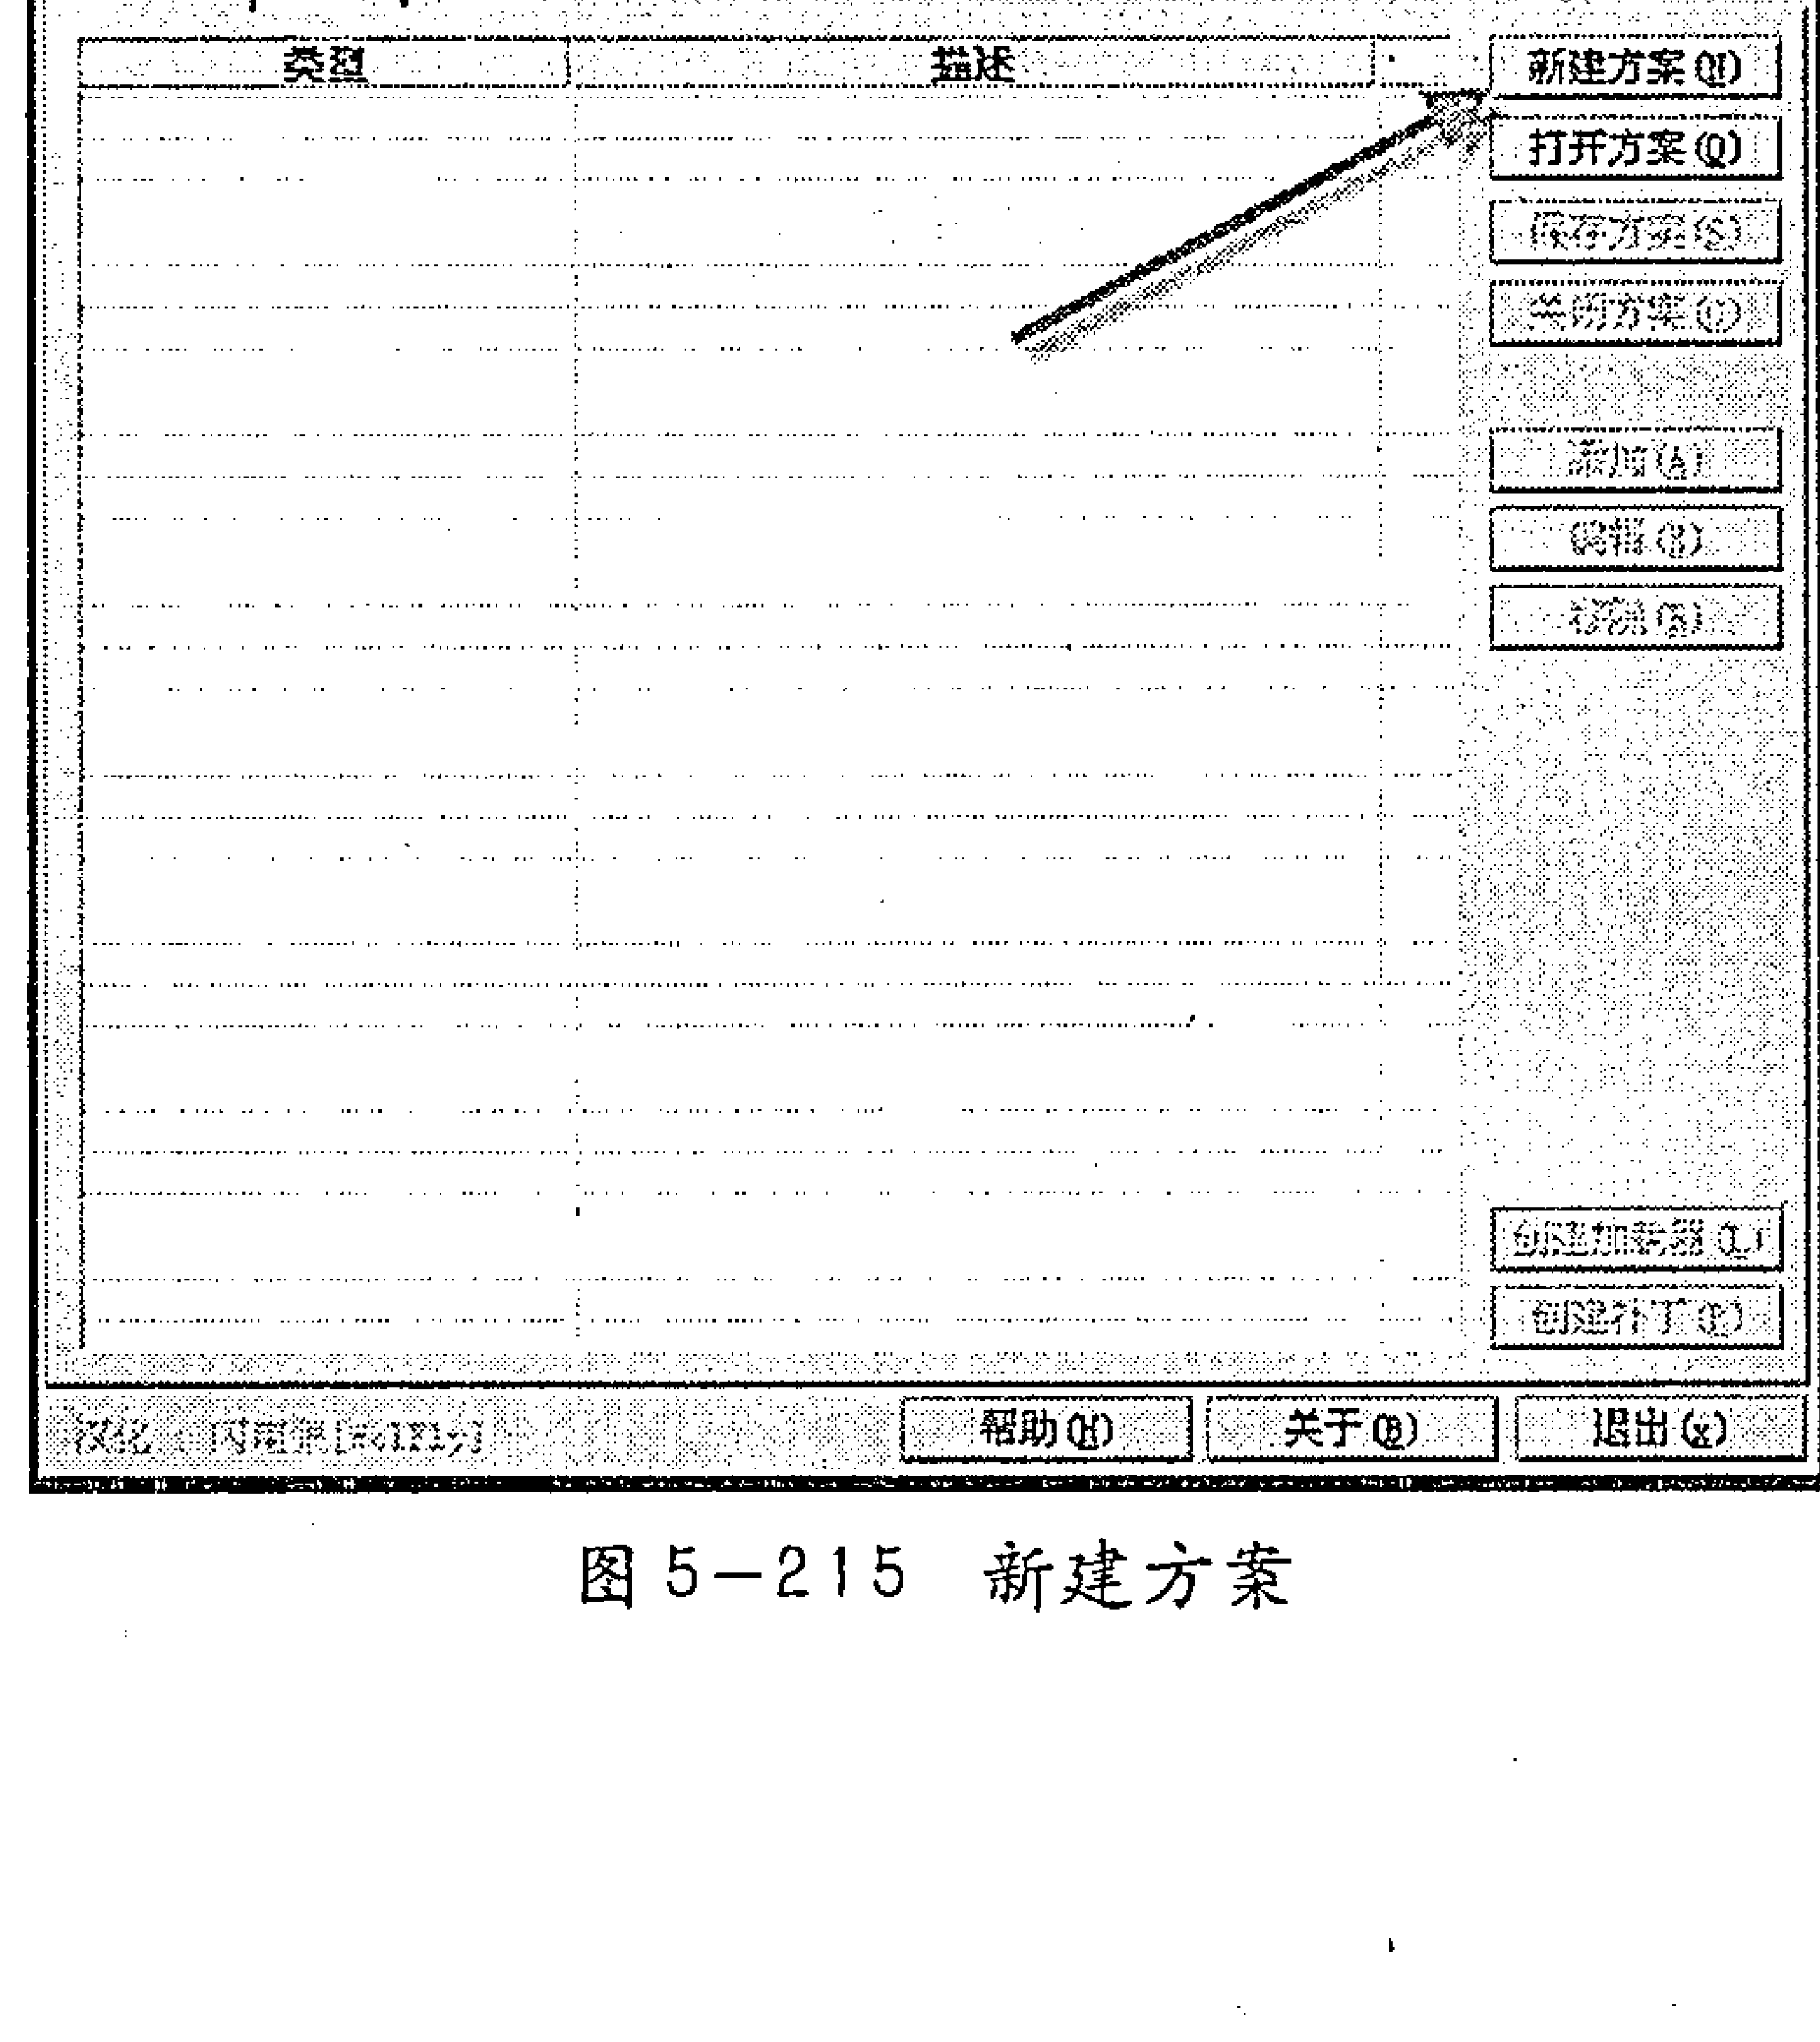 类型 描述
新建方案(N)
打开方案(O)
保存方案(S)
关闭方案(C)
添加(A)
编辑(E)
移除(R)
创建加载器(L)
创建补丁(P)
汉化
帮助(H) 关于(B) 退出(x)
图5-215 新建方案